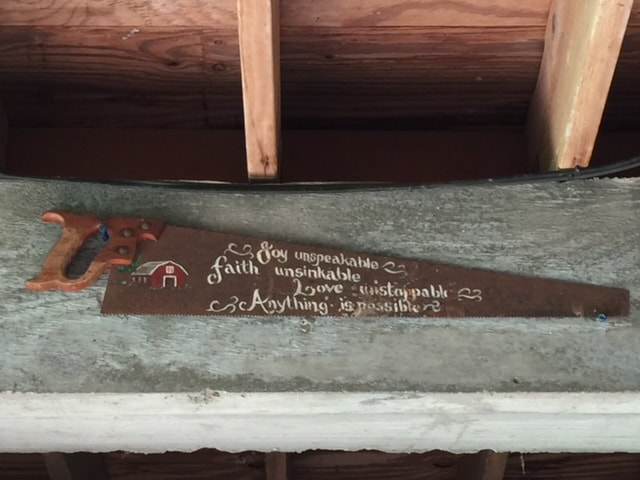 Joy unspeakable
faith unsinkable
Love unstoppable
Anything is possible